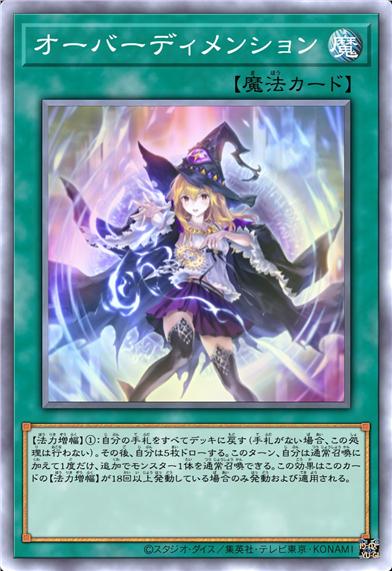 オーバーディメンション 魔
【魔法カード】
【法力増幅】①:自分の手札をすべてデッキに戻す(手札がない場合、この処
理は行わない)。その後、自分は5枚ドローする。このターン、自分は通常召喚に
加えて1度だけ、追加でモンスター1体を通常召喚できる。この効果はこのカー
ドの【法力増幅】が18回以上発動している場合のみ発動および適用される。
©スタジオ・ダイス/集英社・テレビ東京・KONAMI